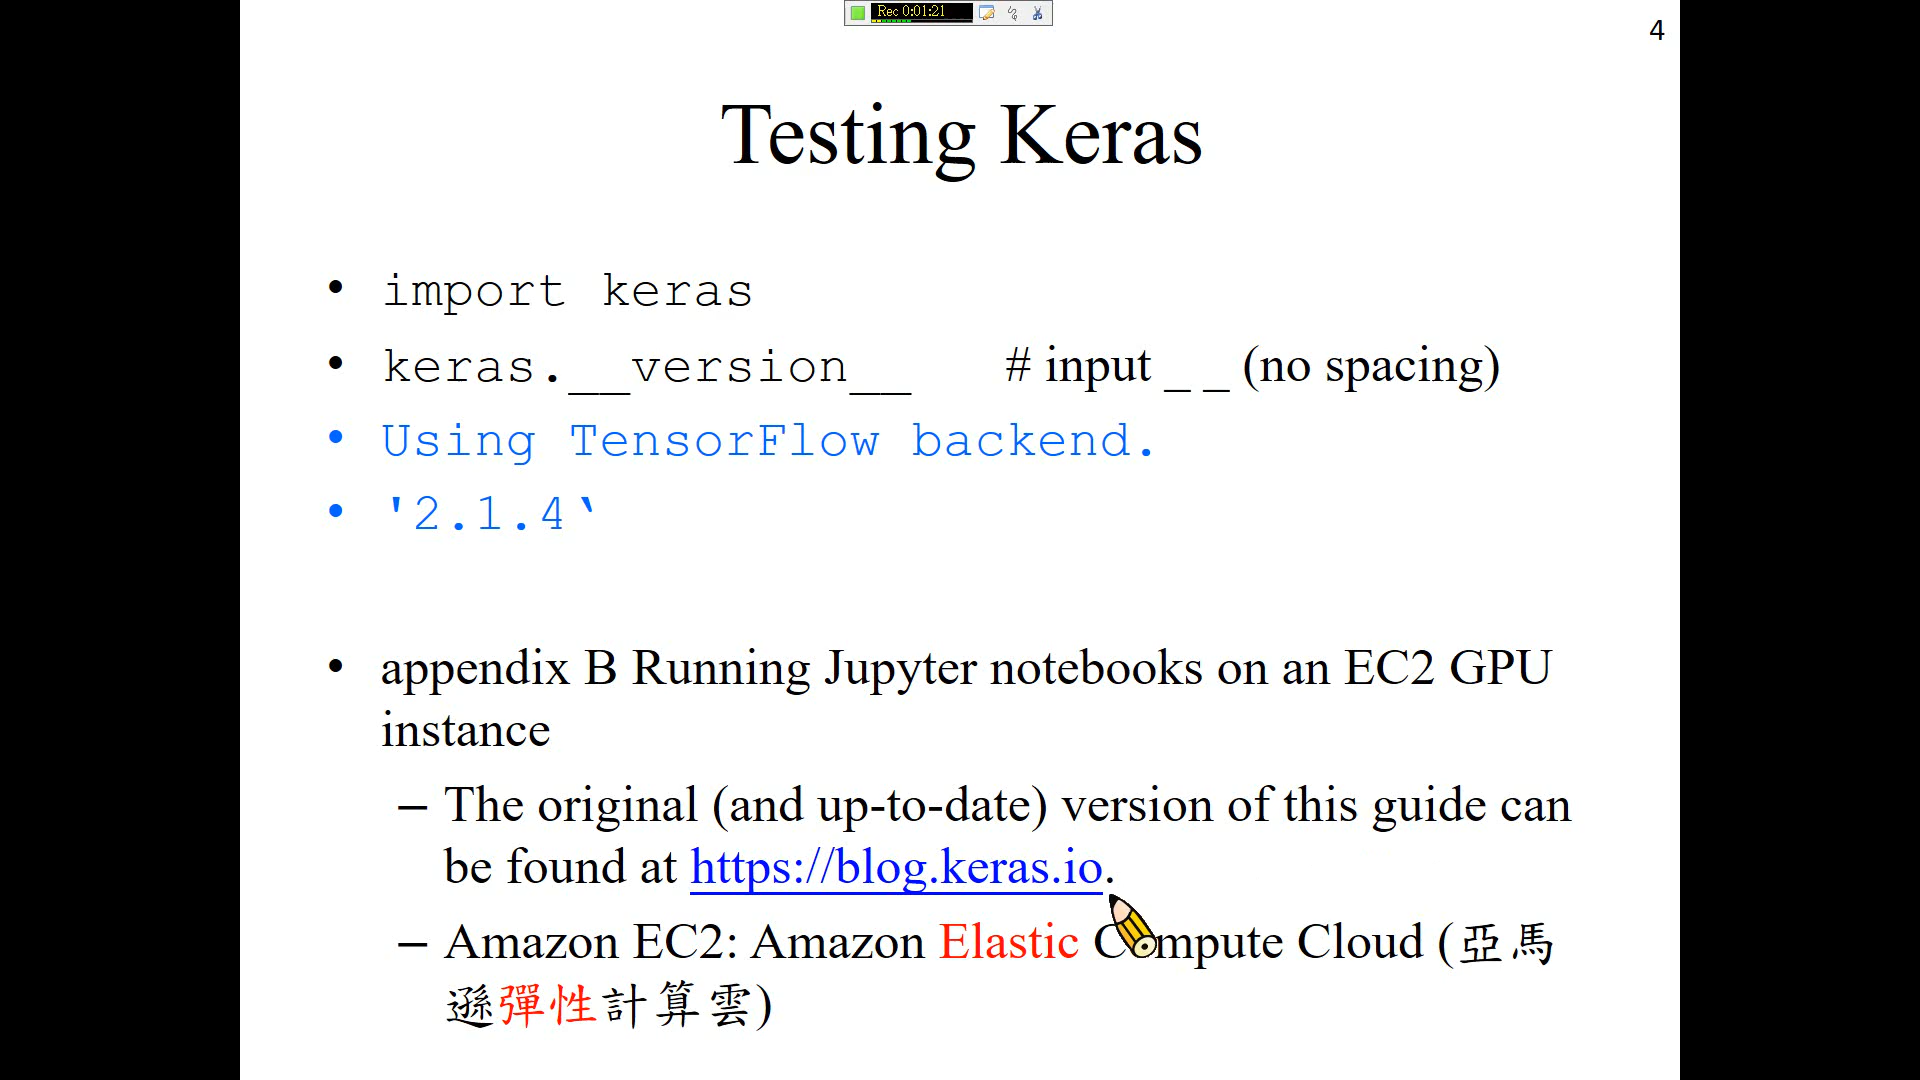 Rec 0:01:21
4
Testing Keras
• import keras
• keras.__version__ # input _ _ (no spacing)
• Using TensorFlow backend.
• '2.1.4‘
• appendix B Running Jupyter notebooks on an EC2 GPU
instance
– The original (and up-to-date) version of this guide can
be found at https://blog.keras.io.
– Amazon EC2: Amazon Elastic Compute Cloud (亞馬
遜彈性計算雲)